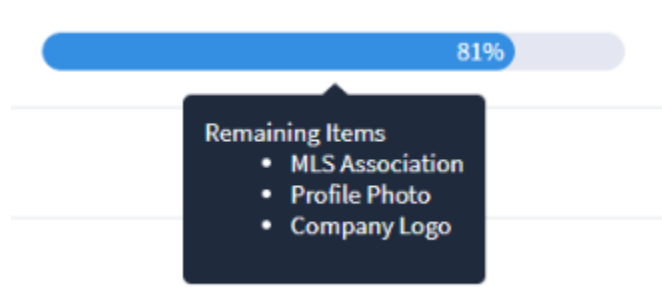 81%
Remaining Items
• MLS Association
• Profile Photo
• Company Logo